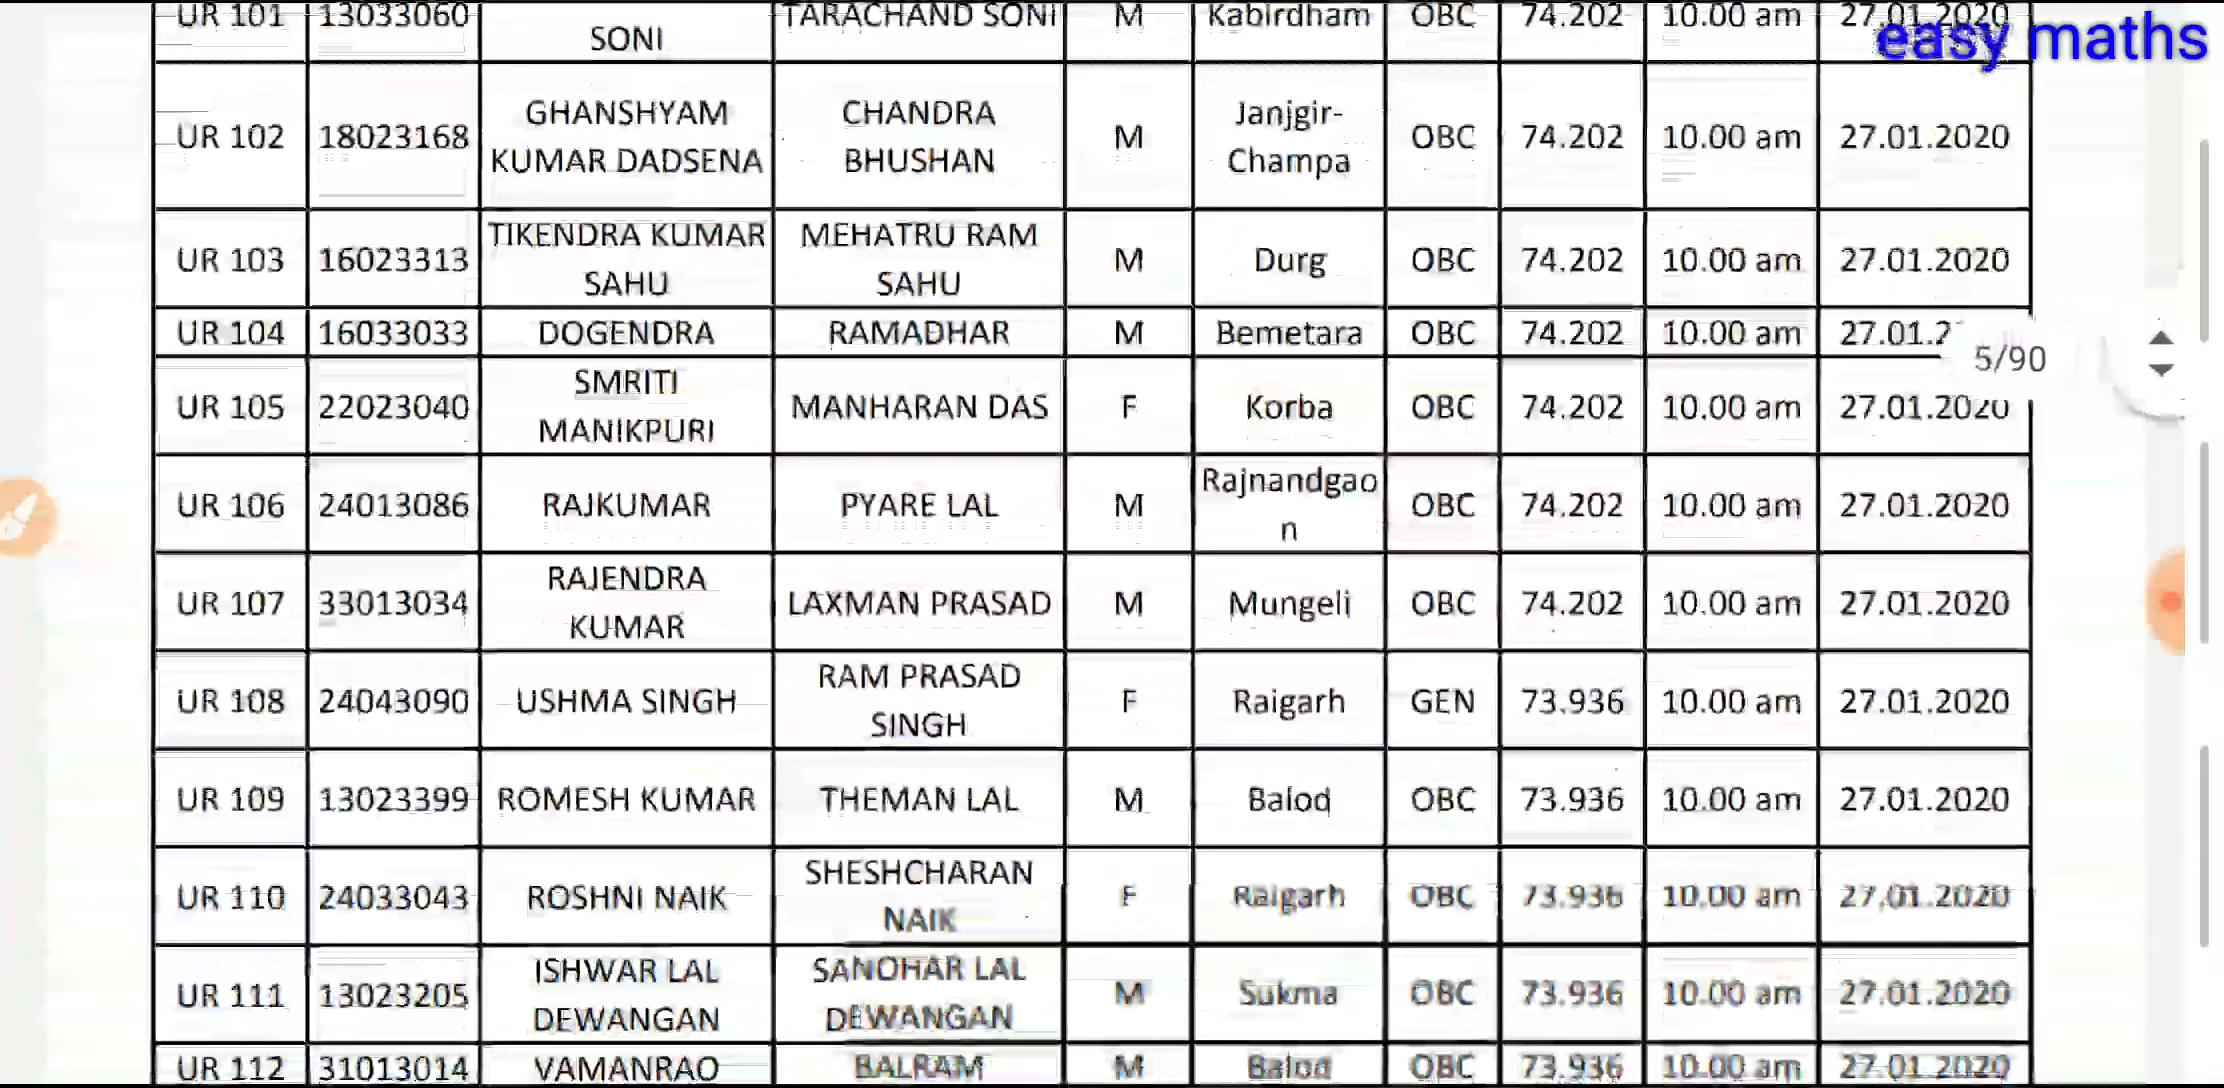 UR 101 13033060 SONI TARACHAND SONI M Kabirdham OBC 74.202 10.00 am 27.01.2020
easy maths
UR 102 18023168 GHANSHYAM KUMAR DADSENA CHANDRA BHUSHAN M Janjgir-Champa OBC 74.202 10.00 am 27.01.2020
UR 103 16023313 TIKENDRA KUMAR SAHU MEHATRU RAM SAHU M Durg OBC 74.202 10.00 am 27.01.2020
UR 104 16033033 DOGENDRA RAMADHAR M Bemetara OBC 74.202 10.00 am 27.01.2
5/90
UR 105 22023040 SMRITI MANIKPURI MANHARAN DAS F Korba OBC 74.202 10.00 am 27.01.2020
UR 106 24013086 RAJKUMAR PYARE LAL M Rajnandgaon OBC 74.202 10.00 am 27.01.2020
UR 107 33013034 RAJENDRA KUMAR LAXMAN PRASAD M Mungeli OBC 74.202 10.00 am 27.01.2020
UR 108 24043090 USHMA SINGH RAM PRASAD SINGH F Raigarh GEN 73.936 10.00 am 27.01.2020
UR 109 13023399 ROMESH KUMAR THEMAN LAL M Balod OBC 73.936 10.00 am 27.01.2020
UR 110 24033043 ROSHNI NAIK SHESHCHARAN NAIK F Raigarh OBC 73.936 10.00 am 27.01.2020
UR 111 13023205 ISHWAR LAL DEWANGAN SANOHAR LAL DEWANGAN M Sukma OBC 73.936 10.00 am 27.01.2020
UR 112 31013014 VAMANRAO BALRAM M Balod OBC 73.936 10.00 am 27.01.2020